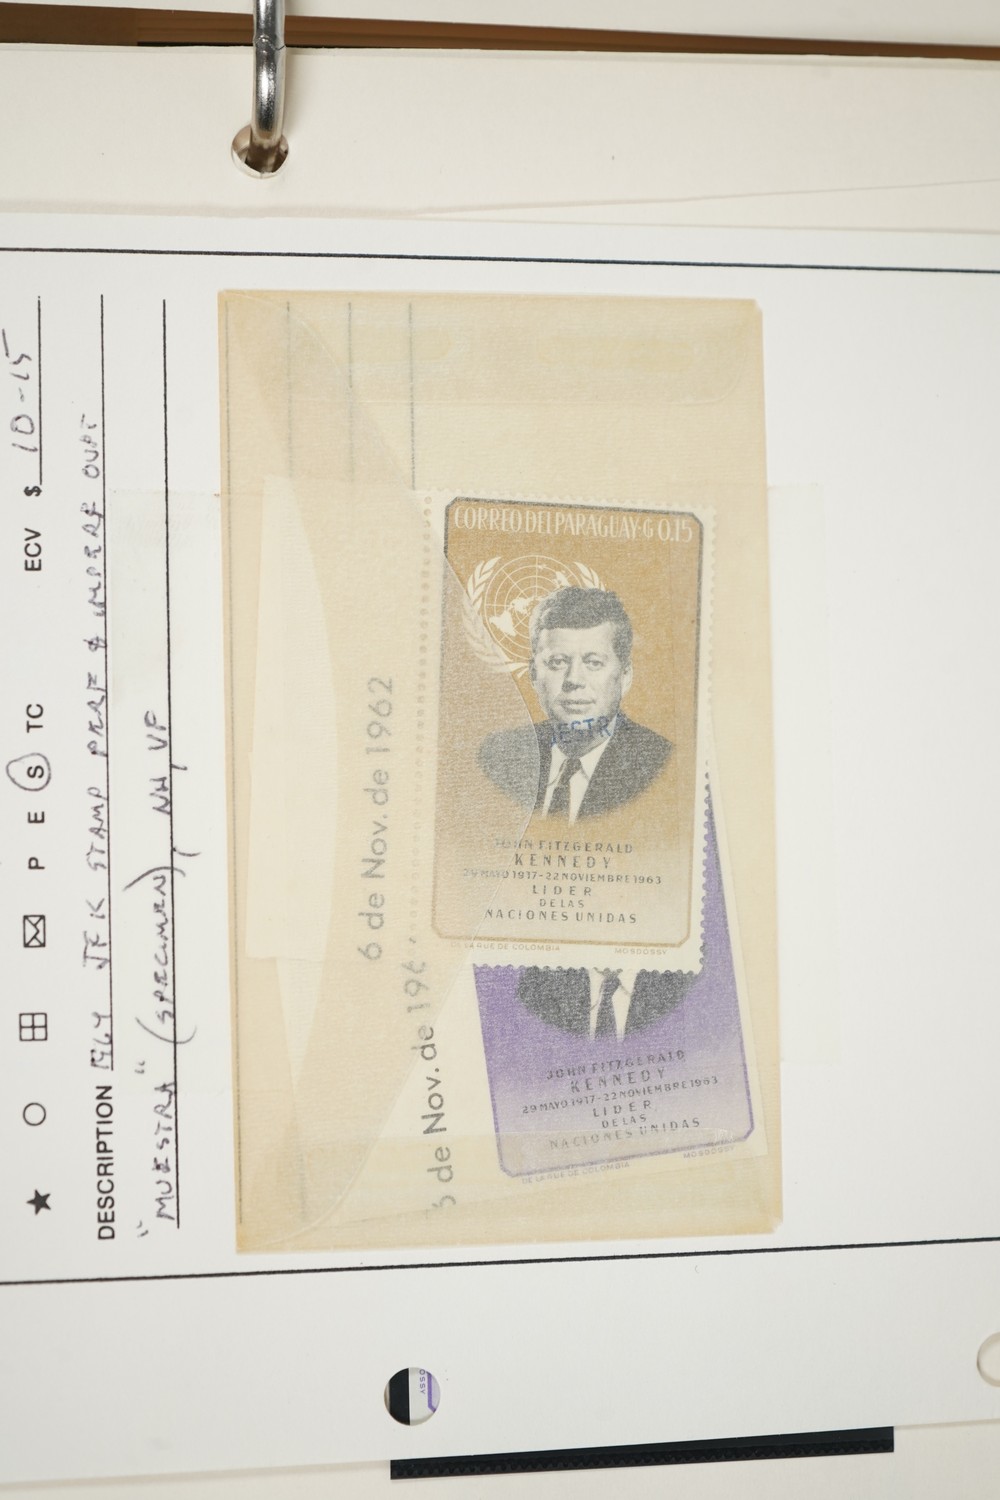 ★ ○ ⊞ ⊠ P E S TC ECV $ 10-15
DESCRIPTION 1964 JFK STAMP PERF & IMPERF OVPT
"MUESTRA" (SPECIMEN), NH, VF
6 de Nov. de 1962
de Nov. de 196
CORREO DEL PARAGUAY·G 0.15
ESTR
JOHN FITZGERALD
KENNEDY
29 MAYO 1917-22 NOVIEMBRE 1963
LIDER
DE LAS
NACIONES UNIDAS
DE LA RUE DE COLOMBIA MOSDOSSY
JOHN FITZGERALD
KENNEDY
29 MAYO 1917-22 NOVIEMBRE 1963
LIDER
DE LAS
NACIONES UNIDAS
DE LA RUE DE COLOMBIA MOSDOSSY
OSSY